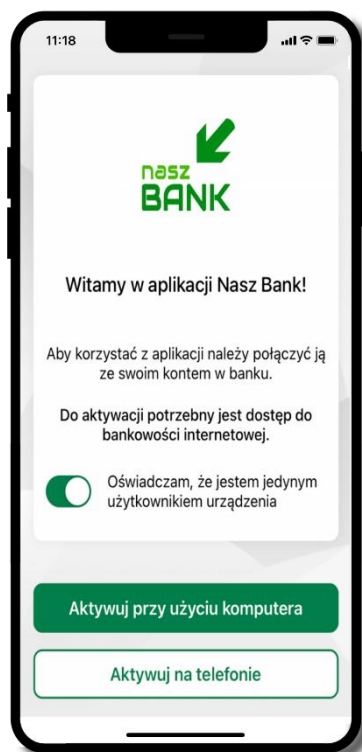 11:18
nasz
BANK
Witamy w aplikacji Nasz Bank!
Aby korzystać z aplikacji należy połączyć ją
ze swoim kontem w banku.
Do aktywacji potrzebny jest dostęp do
bankowości internetowej.
Oświadczam, że jestem jedynym
użytkownikiem urządzenia
Aktywuj przy użyciu komputera
Aktywuj na telefonie